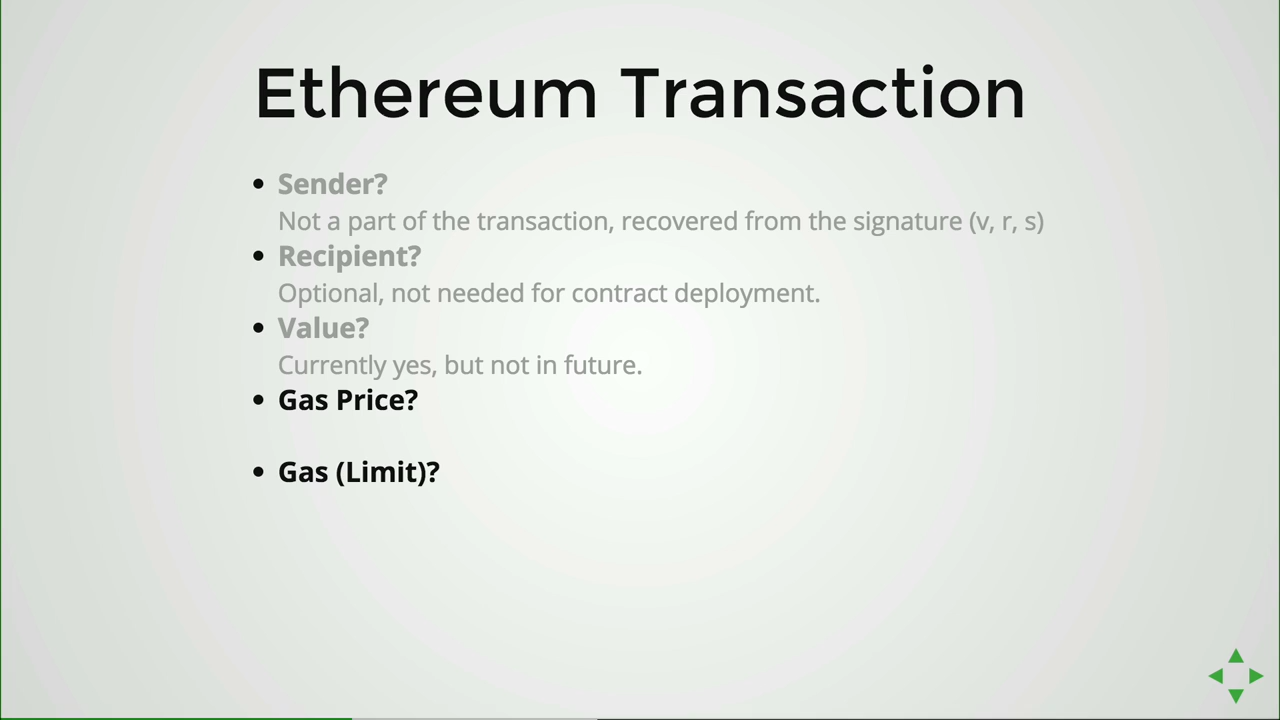 Ethereum Transaction
• Sender?
Not a part of the transaction, recovered from the signature (v, r, s)
• Recipient?
Optional, not needed for contract deployment.
• Value?
Currently yes, but not in future.
• Gas Price?
• Gas (Limit)?